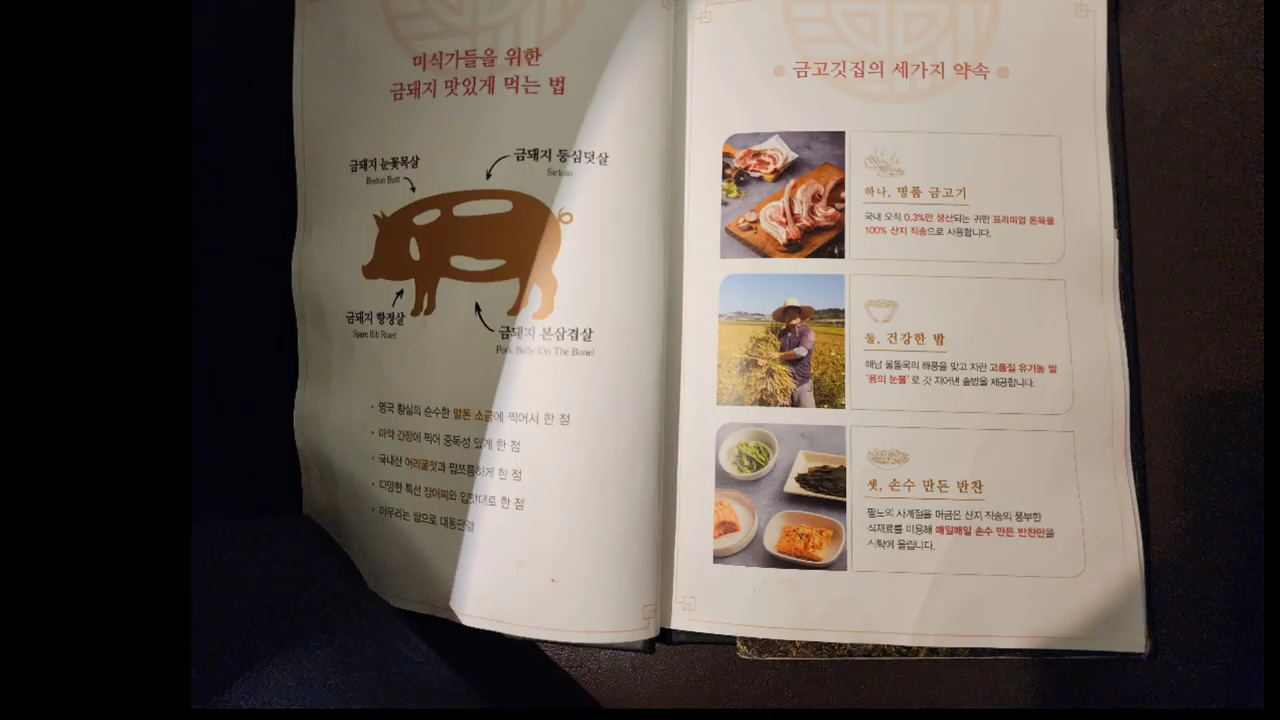 미식가들을 위한
금돼지 맛있게 먹는 법
금돼지 눈꽃목살
Boston Butt
금돼지 등심덧살
Sirloin
금돼지 항정살
Spare Rib Roast
금돼지 본삼겹살
Pork Belly (On The Bone)
· 영국 황실의 순수한 말돈 소금에 찍어서 한 점
· 마약 간장에 찍어 중독성 있게 한 점
· 국내산 어리굴젓과 짭쪼름하게 한 점
· 다양한 특선 장아찌와 입맛대로 한 점
· 마무리는 쌈으로 대동단결
금고깃집의 세가지 약속
하나, 명품 금고기
국내 오직 0.3%만 생산되는 귀한 프리미엄 돈육을
100% 산지 직송으로 사용합니다.
둘, 건강한 밥
해남 울돌목의 해풍을 맞고 자란 고품질 유기농 쌀
'용의 눈물' 로 갓 지어낸 솥밥을 제공합니다.
셋, 손수 만든 반찬
팔도의 사계절을 머금은 산지 직송의 풍부한
식재료를 이용해 매일매일 손수 만든 반찬만을
식탁에 올립니다.